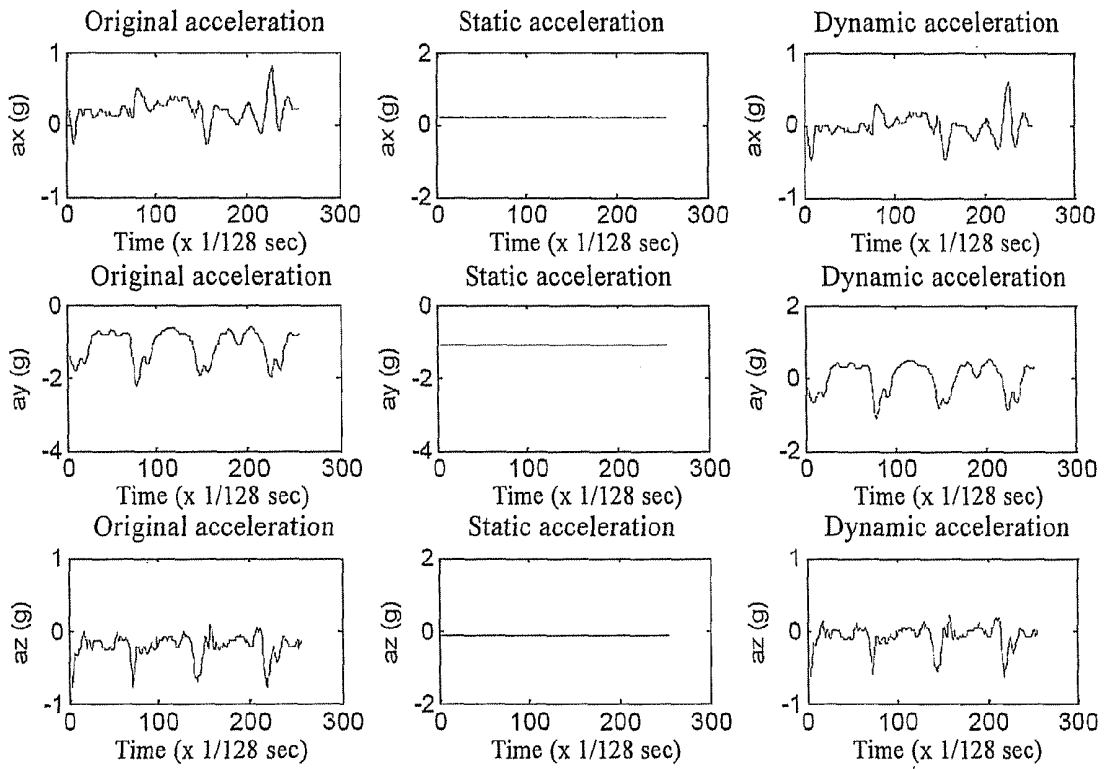 Original acceleration
Static acceleration
Dynamic acceleration
1
0
-1
ax (g)
0 100 200 300
Time (x 1/128 sec)
2
0
-2
ax (g)
0 100 200 300
Time (x 1/128 sec)
1
0
-1
ax (g)
0 100 200 300
Time (x 1/128 sec)
Original acceleration
Static acceleration
Dynamic acceleration
0
-2
-4
ay (g)
0 100 200 300
Time (x 1/128 sec)
0
-2
-4
ay (g)
0 100 200 300
Time (x 1/128 sec)
2
0
-2
ay (g)
0 100 200 300
Time (x 1/128 sec)
Original acceleration
Static acceleration
Dynamic acceleration
1
0
-1
az (g)
0 100 200 300
Time (x 1/128 sec)
2
0
-2
az (g)
0 100 200 300
Time (x 1/128 sec)
1
0
-1
az (g)
0 100 200 300
Time (x 1/128 sec)